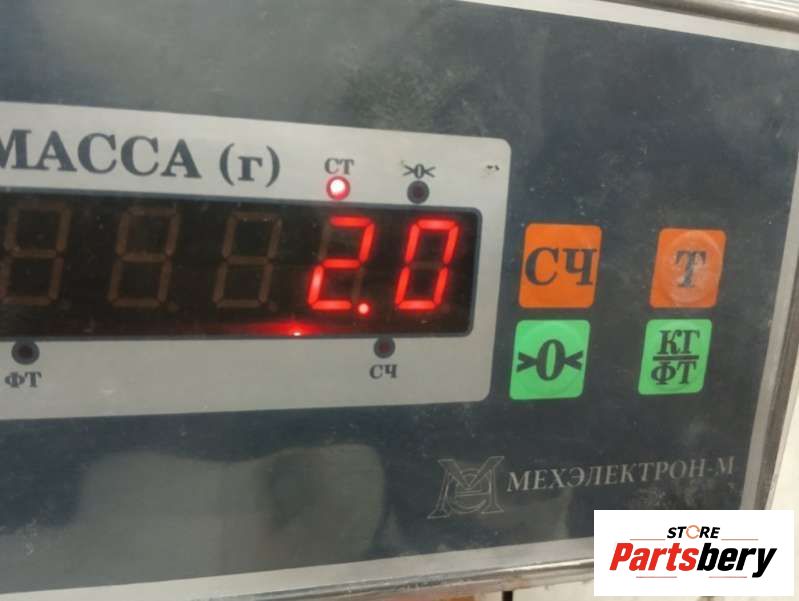 МАССА (г)
СТ
>0<
2.0
ФТ
СЧ
СЧ
Т
>0<
КГ
ФТ
МЕХЭЛЕКТРОН-М
STORE
Partsbery